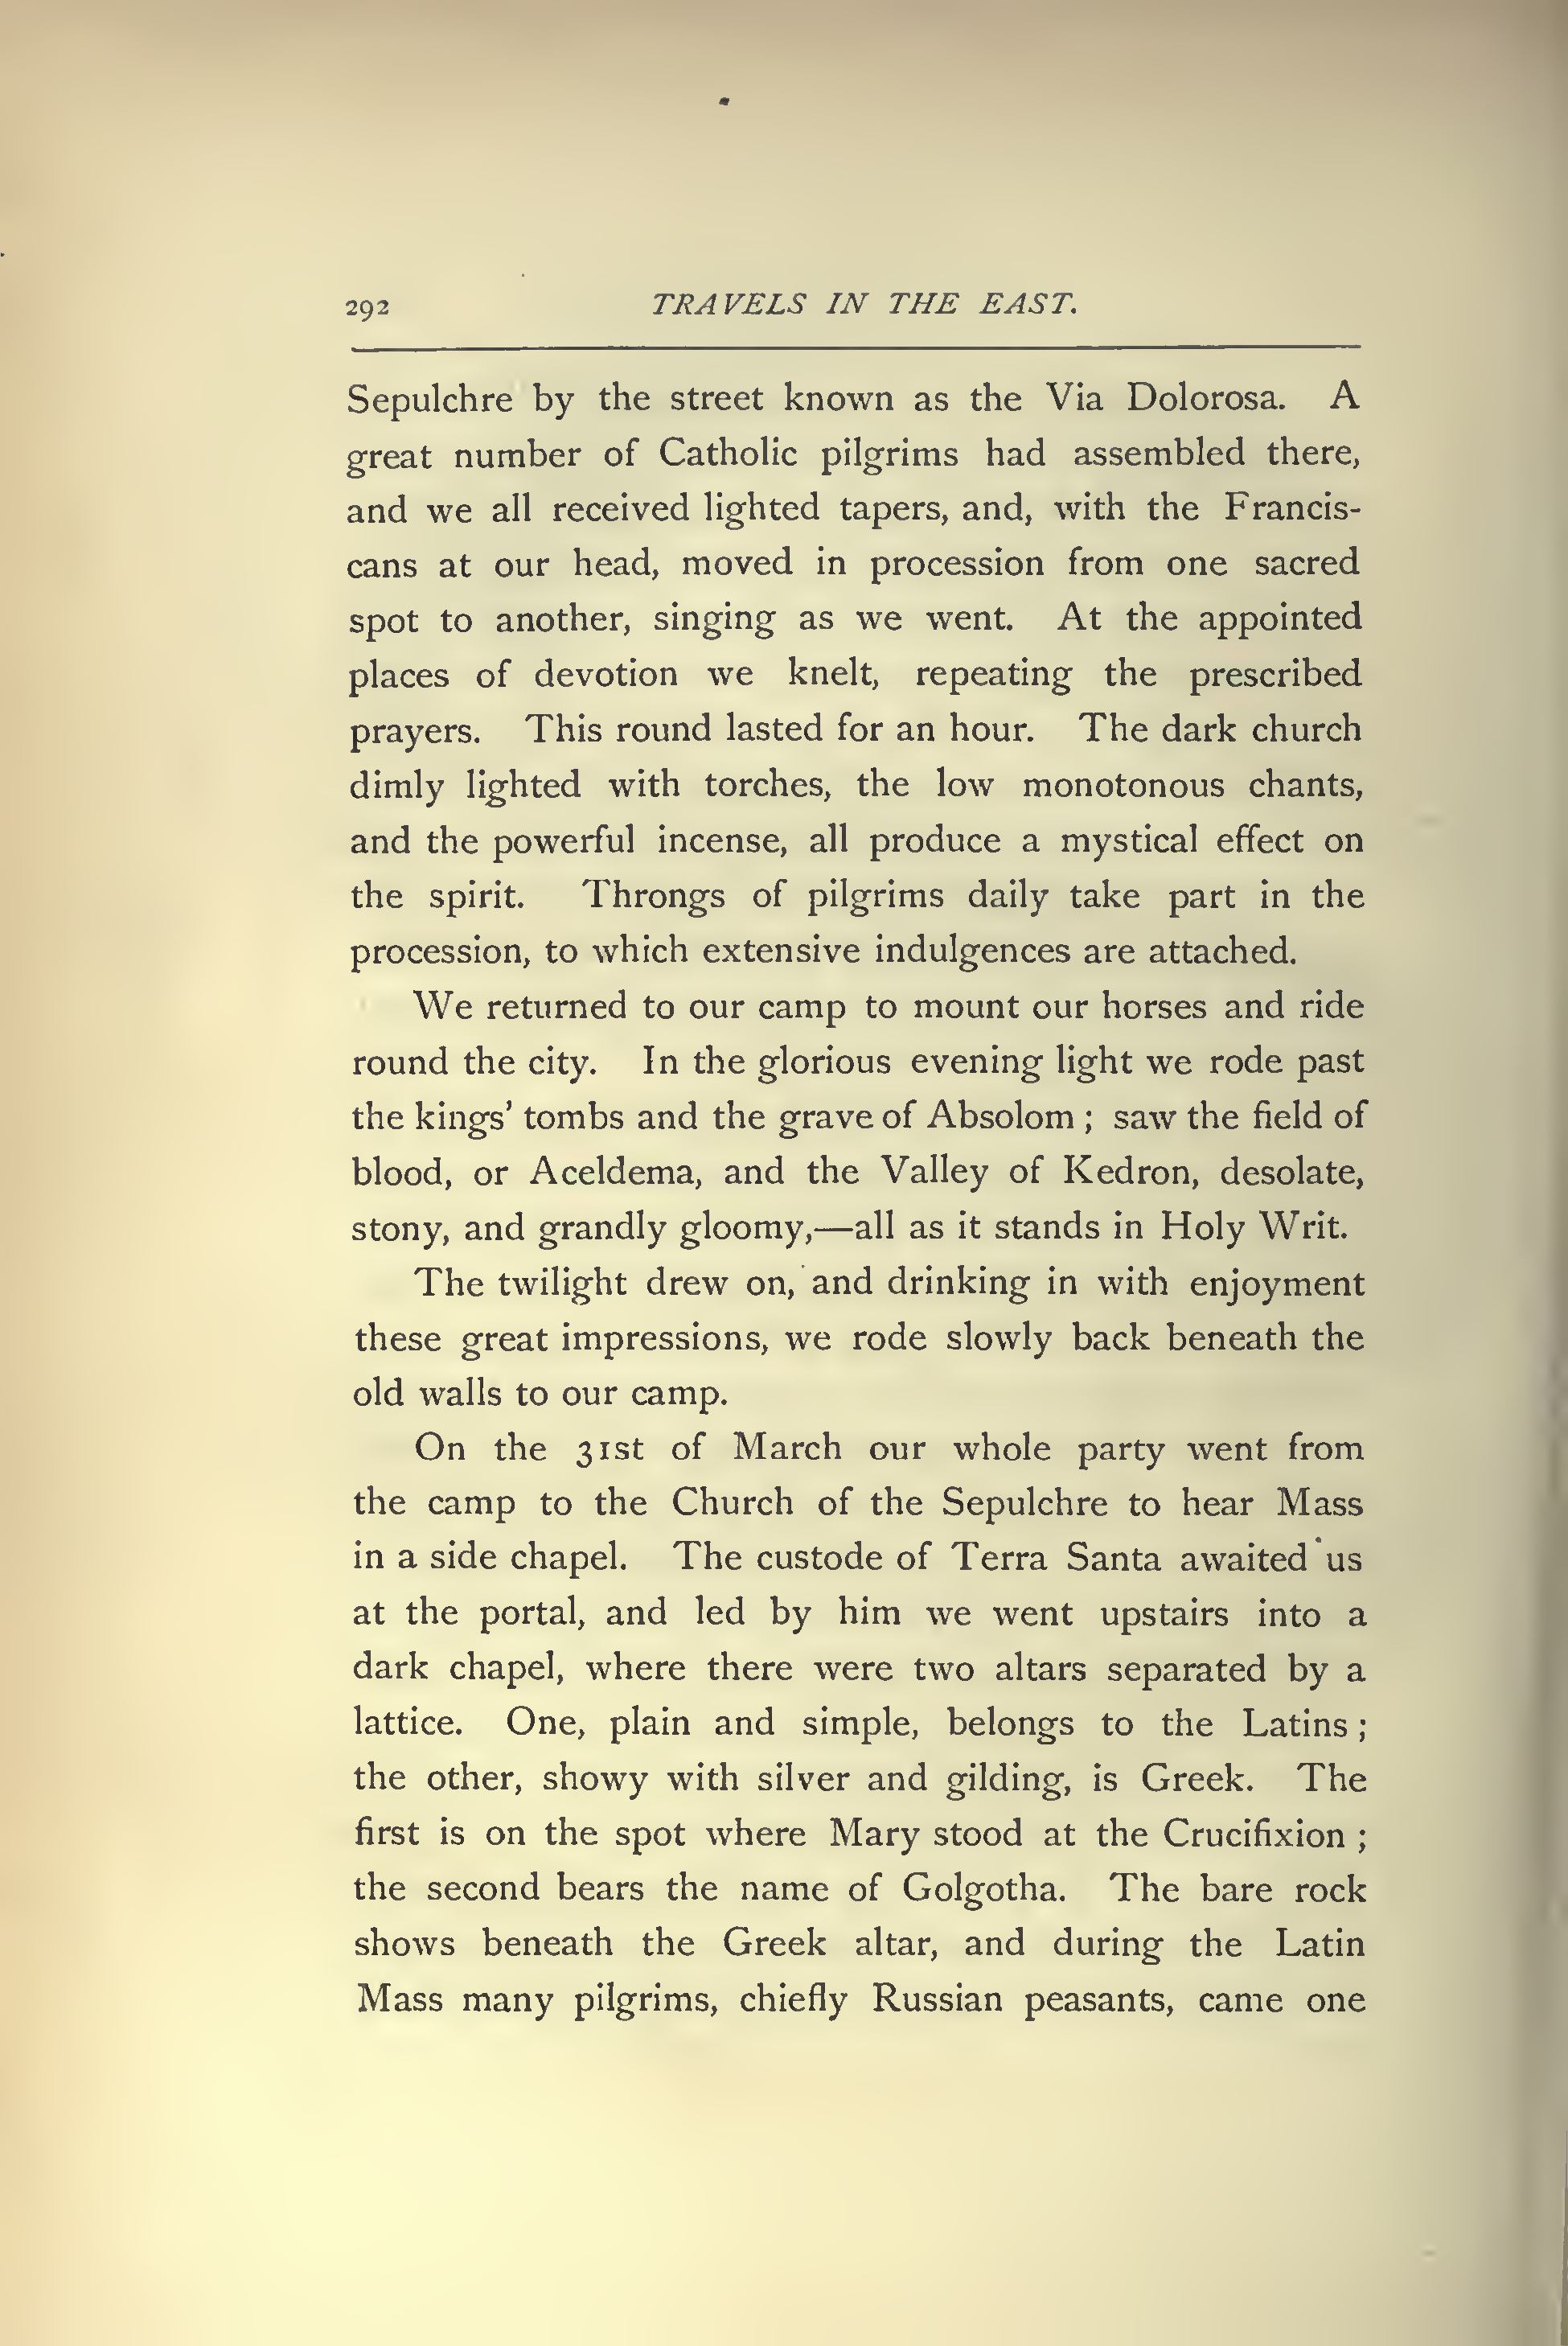 292 TRAVELS IN THE EAST.
Sepulchre by the street known as the Via Dolorosa. A
great number of Catholic pilgrims had assembled there,
and we all received lighted tapers, and, with the Francis-
cans at our head, moved in procession from one sacred
spot to another, singing as we went. At the appointed
places of devotion we knelt, repeating the prescribed
prayers. This round lasted for an hour. The dark church
dimly lighted with torches, the low monotonous chants,
and the powerful incense, all produce a mystical effect on
the spirit. Throngs of pilgrims daily take part in the
procession, to which extensive indulgences are attached.
We returned to our camp to mount our horses and ride
round the city. In the glorious evening light we rode past
the kings' tombs and the grave of Absolom ; saw the field of
blood, or Aceldema, and the Valley of Kedron, desolate,
stony, and grandly gloomy,—all as it stands in Holy Writ.
The twilight drew on, and drinking in with enjoyment
these great impressions, we rode slowly back beneath the
old walls to our camp.
On the 31st of March our whole party went from
the camp to the Church of the Sepulchre to hear Mass
in a side chapel. The custode of Terra Santa awaited us
at the portal, and led by him we went upstairs into a
dark chapel, where there were two altars separated by a
lattice. One, plain and simple, belongs to the Latins ;
the other, showy with silver and gilding, is Greek. The
first is on the spot where Mary stood at the Crucifixion ;
the second bears the name of Golgotha. The bare rock
shows beneath the Greek altar, and during the Latin
Mass many pilgrims, chiefly Russian peasants, came one